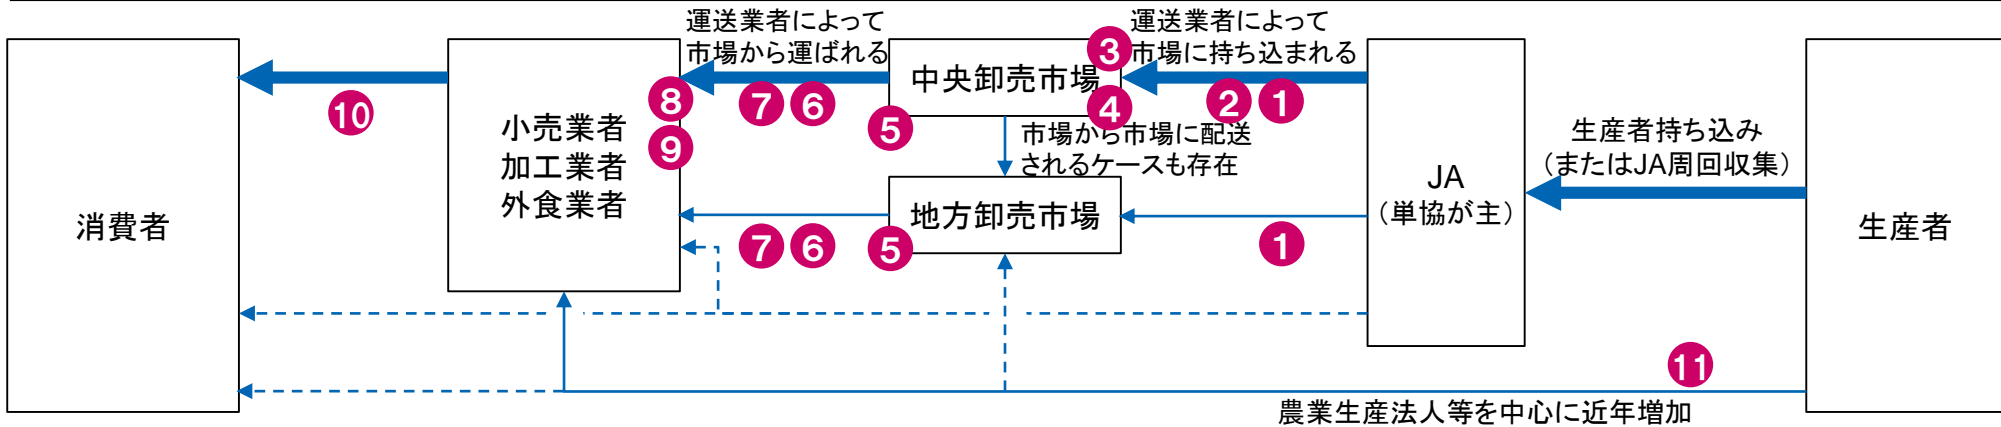 運送業者によって
市場から運ばれる
運送業者によって
市場に持ち込まれる
消費者
10
小売業者
加工業者
外食業者
8
9
7 6
中央卸売市場
3
4
5
2 1
市場から市場に配送
されるケースも存在
地方卸売市場
5
7 6
1
JA
(単協が主)
生産者持ち込み
(またはJA周回収集)
生産者
11
農業生産法人等を中心に近年増加